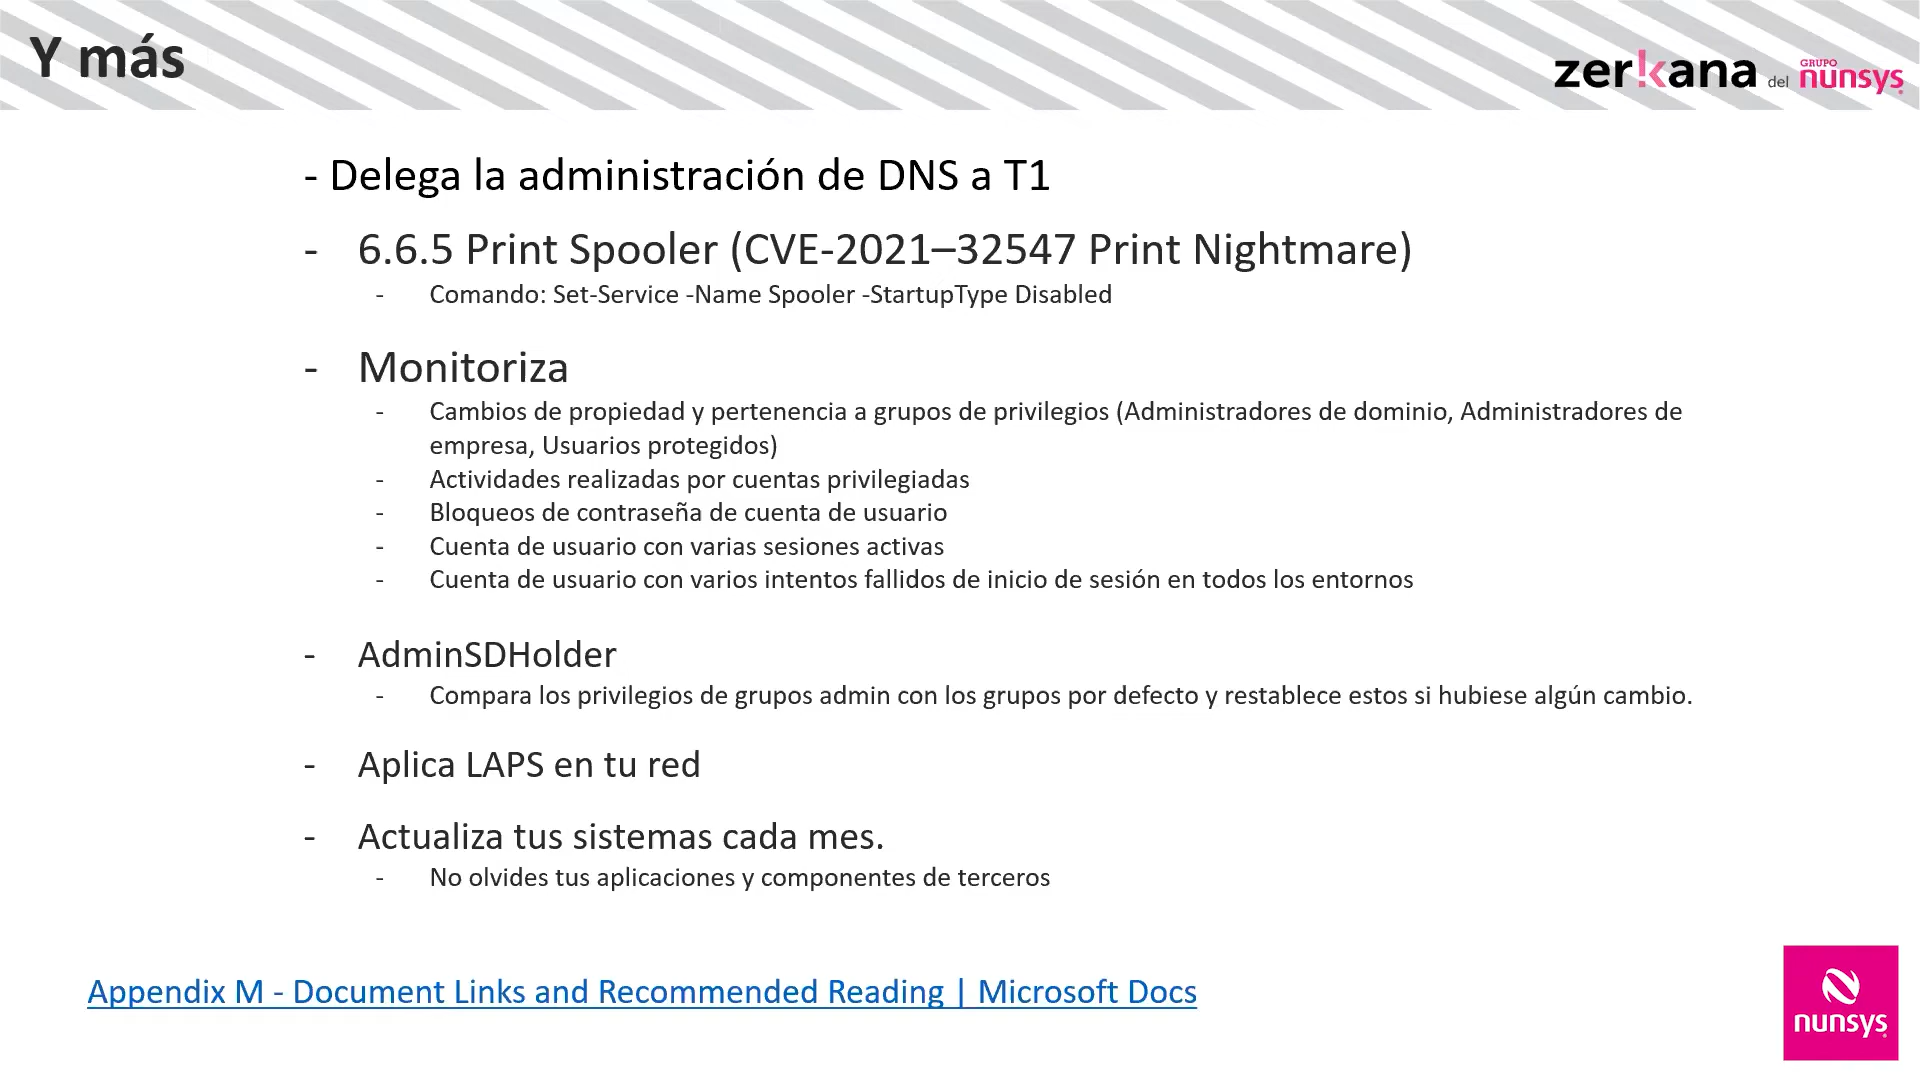 Y más
zer!kana del GRUPO nunsys
- Delega la administración de DNS a T1
- 6.6.5 Print Spooler (CVE-2021–32547 Print Nightmare)
- Comando: Set-Service -Name Spooler -StartupType Disabled
- Monitoriza
- Cambios de propiedad y pertenencia a grupos de privilegios (Administradores de dominio, Administradores de
empresa, Usuarios protegidos)
- Actividades realizadas por cuentas privilegiadas
- Bloqueos de contraseña de cuenta de usuario
- Cuenta de usuario con varias sesiones activas
- Cuenta de usuario con varios intentos fallidos de inicio de sesión en todos los entornos
- AdminSDHolder
- Compara los privilegios de grupos admin con los grupos por defecto y restablece estos si hubiese algún cambio.
- Aplica LAPS en tu red
- Actualiza tus sistemas cada mes.
- No olvides tus aplicaciones y componentes de terceros
Appendix M - Document Links and Recommended Reading | Microsoft Docs
nunsys